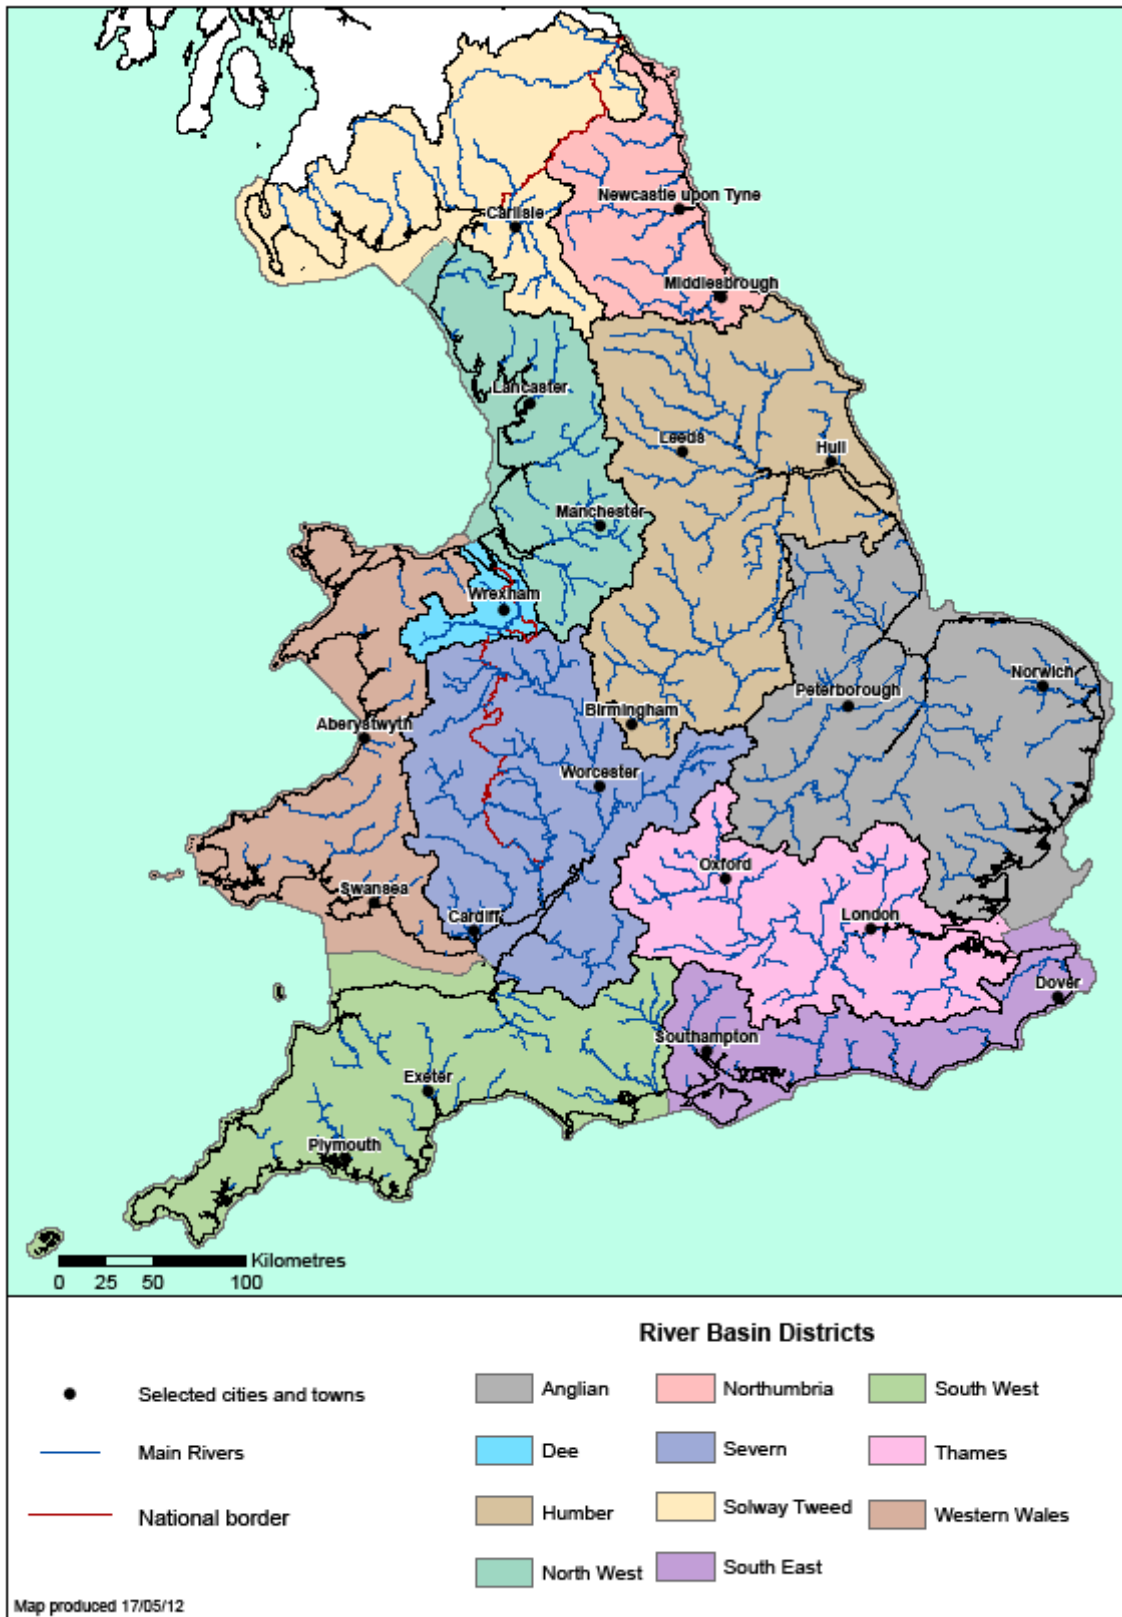 Newcastle upon Tyne
Carlisle
Middlesbrough
Lancaster
Leeds
Hull
Manchester
Wrexham
Norwich
Peterborough
Birmingham
Aberystwyth
Worcester
Oxford
Swansea
Cardiff
London
Dover
Southampton
Exeter
Plymouth
Kilometres
0 25 50 100
River Basin Districts
Selected cities and towns
Main Rivers
National border
Anglian
Dee
Humber
North West
Northumbria
Severn
Solway Tweed
South East
South West
Thames
Western Wales
Map produced 17/05/12